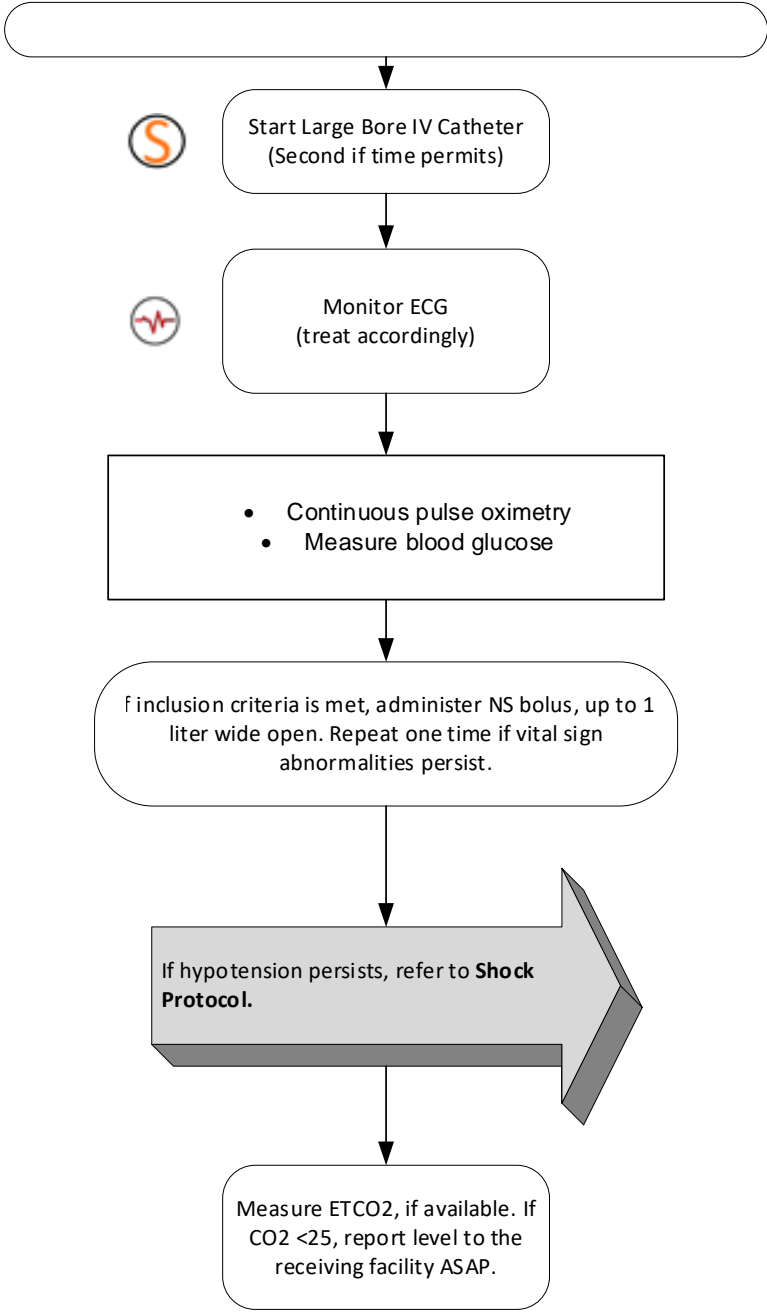 S
Start Large Bore IV Catheter
(Second if time permits)
Monitor ECG
(treat accordingly)
• Continuous pulse oximetry
• Measure blood glucose
f inclusion criteria is met, administer NS bolus, up to 1
liter wide open. Repeat one time if vital sign
abnormalities persist.
If hypotension persists, refer to Shock
Protocol.
Measure ETCO2, if available. If
CO2 <25, report level to the
receiving facility ASAP.